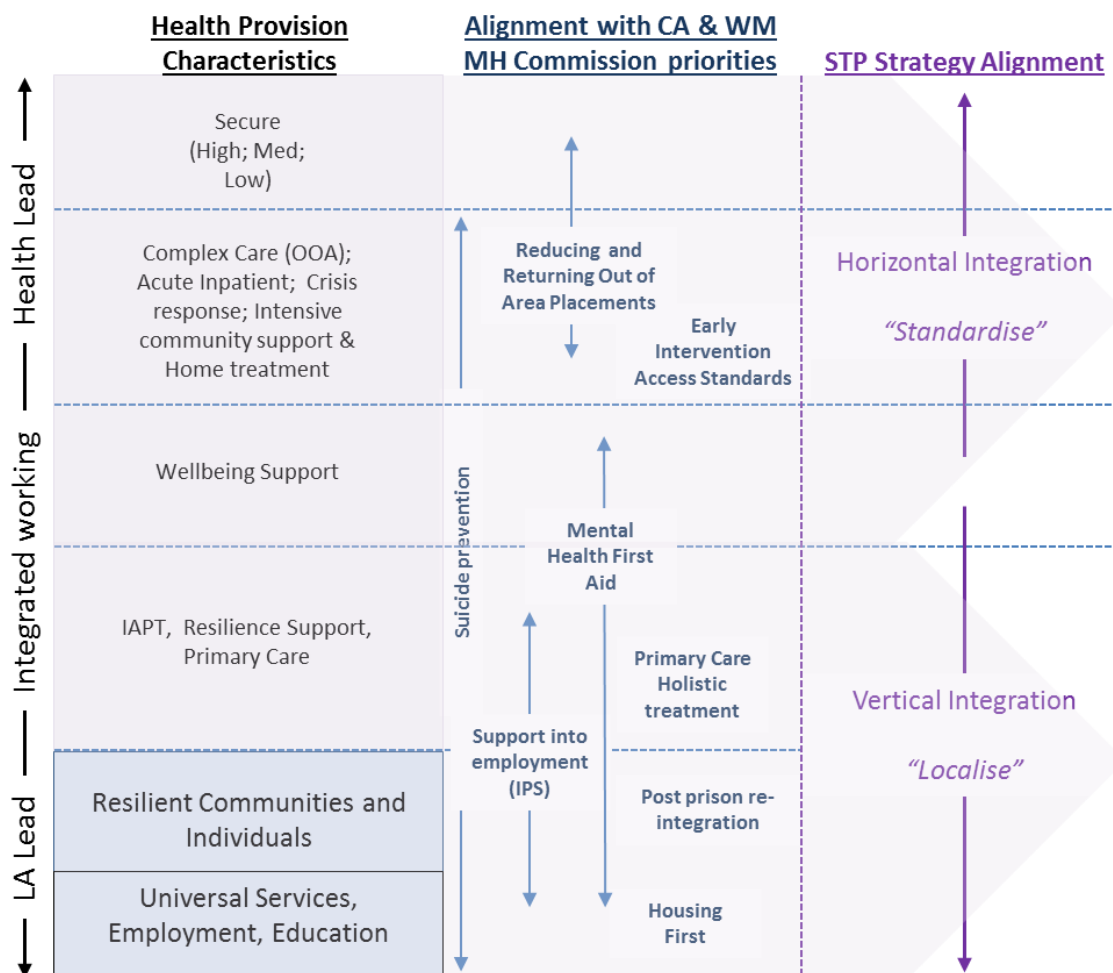 Health Provision
Characteristics
Alignment with CA & WM
MH Commission priorities
STP Strategy Alignment
Health Lead
Integrated working
LA Lead
Secure
(High; Med;
Low)
Complex Care (OOA);
Acute Inpatient;  Crisis
response; Intensive
community support &
Home treatment
Wellbeing Support
IAPT,  Resilience Support,
Primary Care
Resilient Communities and
Individuals
Universal Services,
Employment, Education
Suicide prevention
Reducing  and
Returning Out of
Area Placements
Early
Intervention
Access Standards
Mental
Health First
Aid
Primary Care
Holistic
treatment
Support into
employment
(IPS)
Post prison re-
integration
Housing
First
Horizontal Integration
“Standardise”
Vertical Integration
“Localise”